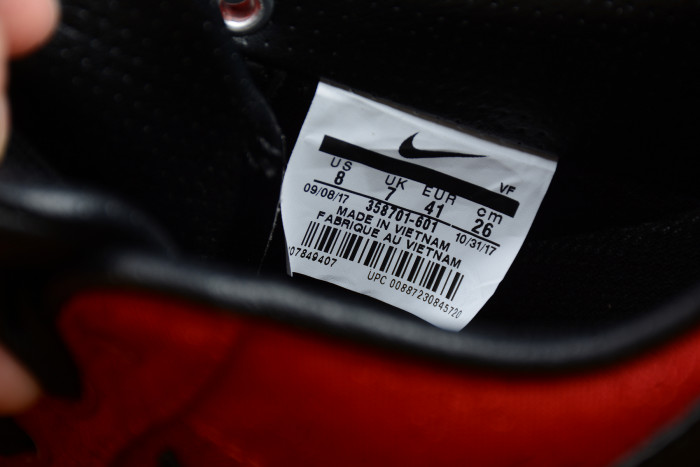 VF
US UK EUR cm
8 7 41 26
09/08/17 358701-601 10/31/17
MADE IN VIETNAM
FABRIQUE AU VIETNAM
07849407 UPC 00887230845720